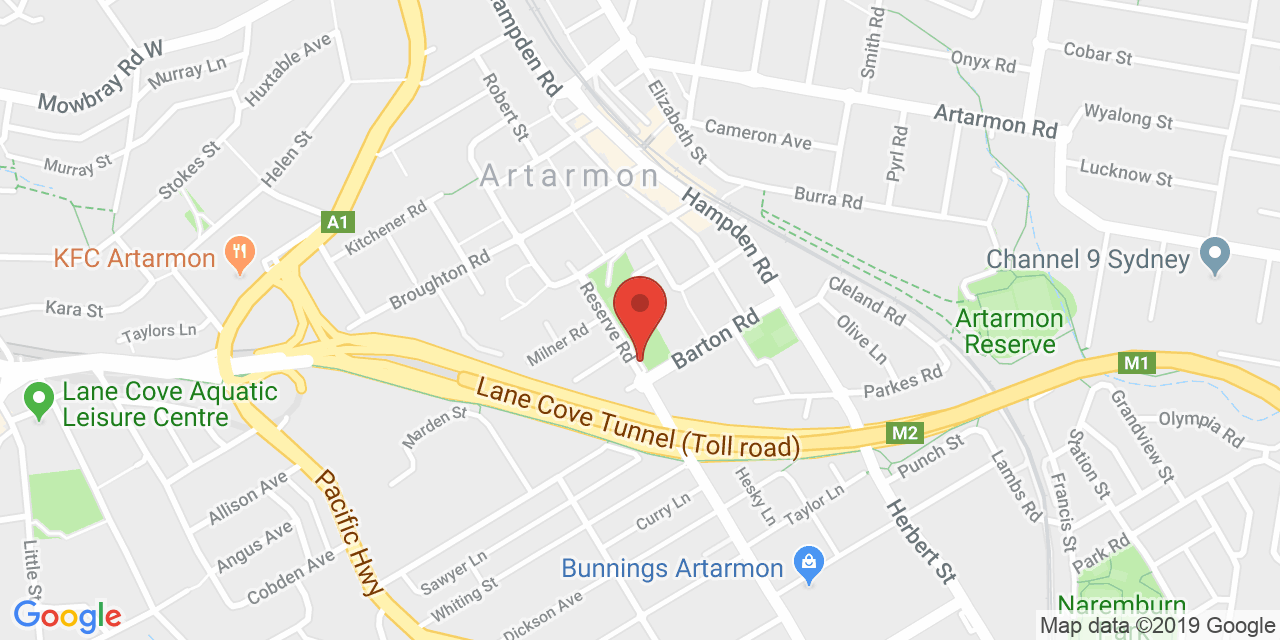 Hampden Rd
Smith Rd
Onyx Rd
Cobar St
Mowbray Rd W
Murray Ln
Huxtable Ave
Robert St
Elizabeth St
Artarmon Rd
Wyalong St
Cameron Ave
Pyrl Rd
Murray St
Stokes St
Helen St
Artarmon
Lucknow St
Burra Rd
A1
Kitchener Rd
Hampden Rd
KFC Artarmon
Broughton Rd
Channel 9 Sydney
Kara St
Taylors Ln
Reserve Rd
Milner Rd
Barton Rd
Cleland Rd
Olive Ln
Artarmon
Reserve
M1
Parkes Rd
Lane Cove Aquatic
Leisure Centre
Marden St
Lane Cove Tunnel (Toll road)
M2
Grandview St
Olympia Rd
Punch St
Station St
Allison Ave
Pacific Hwy
Hesky Ln
Taylor Ln
Lambs Rd
Francis St
Curry Ln
Herbert St
Angus Ave
Park Rd
Little St
Cobden Ave
Sawyer Ln
Whiting St
Bunnings Artarmon
Dickson Ave
Naremburn
Park
Google
Map data ©2019 Google